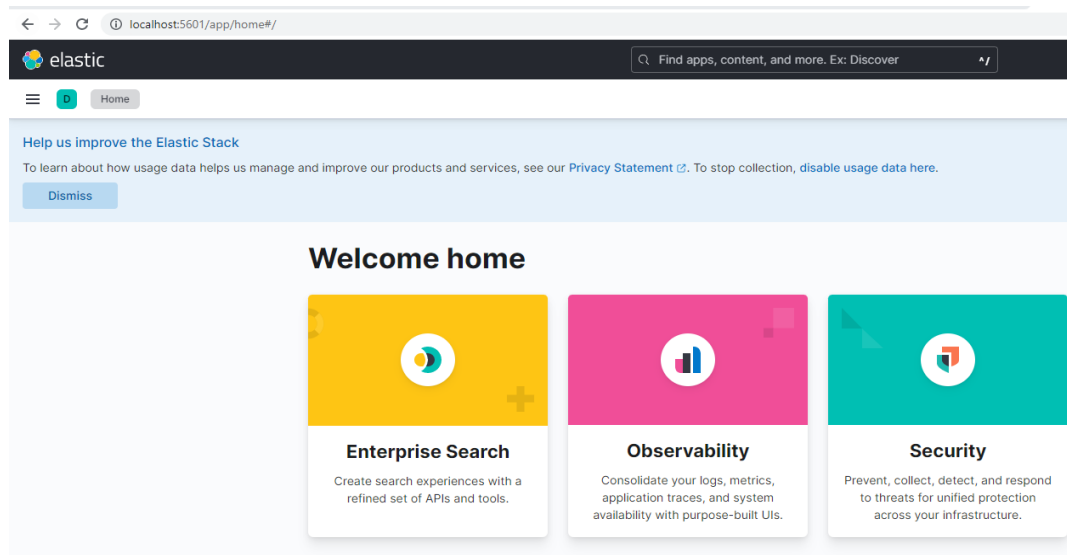 localhost:5601/app/home#/
elastic
Find apps, content, and more. Ex: Discover ^/
D Home
Help us improve the Elastic Stack
To learn about how usage data helps us manage and improve our products and services, see our Privacy Statement. To stop collection, disable usage data here.
Dismiss
Welcome home
Enterprise Search
Create search experiences with a
refined set of APIs and tools.
Observability
Consolidate your logs, metrics,
application traces, and system
availability with purpose-built UIs.
Security
Prevent, collect, detect, and respond
to threats for unified protection
across your infrastructure.